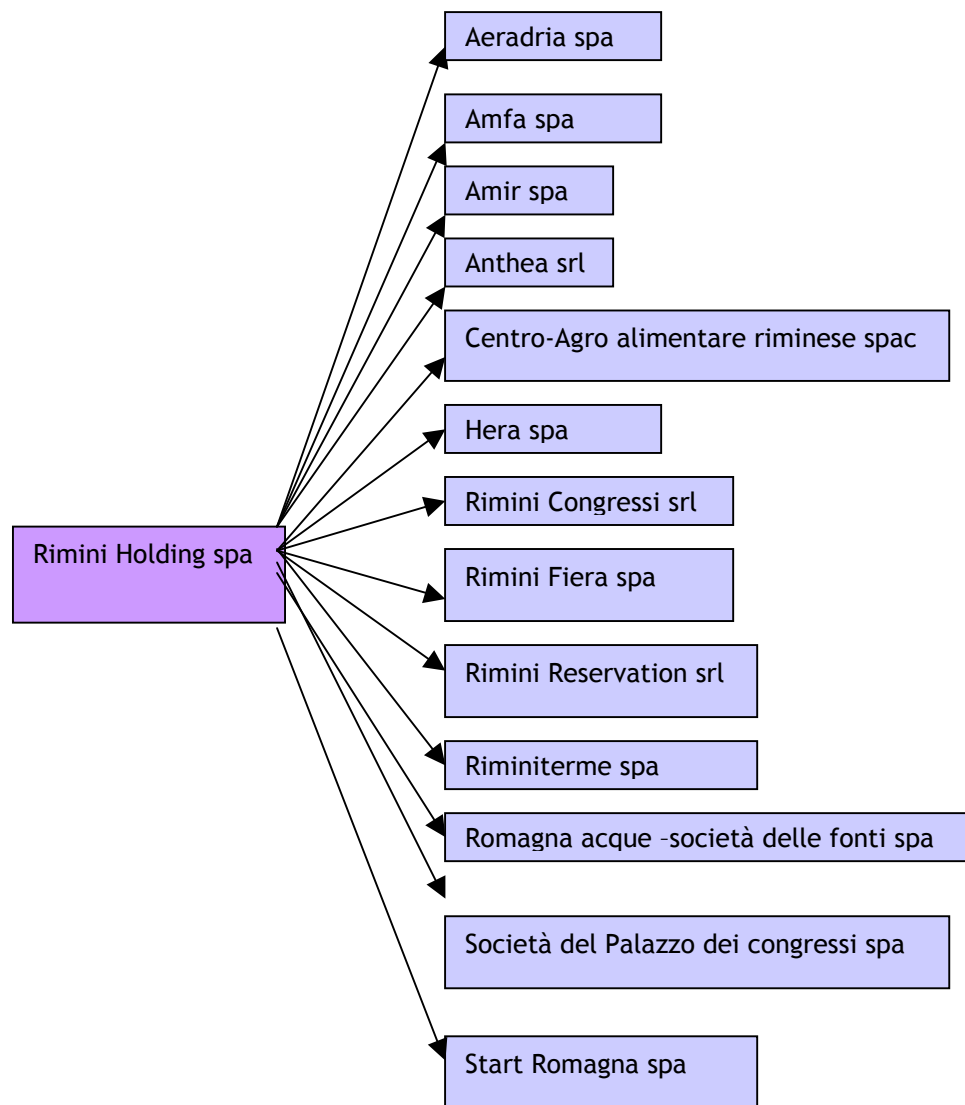 Aeradria spa
Amfa spa
Amir spa
Anthea srl
Centro-Agro alimentare riminese spac
Hera spa
Rimini Congressi srl
Rimini Holding spa
Rimini Fiera spa
Rimini Reservation srl
Riminiterme spa
Romagna acque –società delle fonti spa
Società del Palazzo dei congressi spa
Start Romagna spa